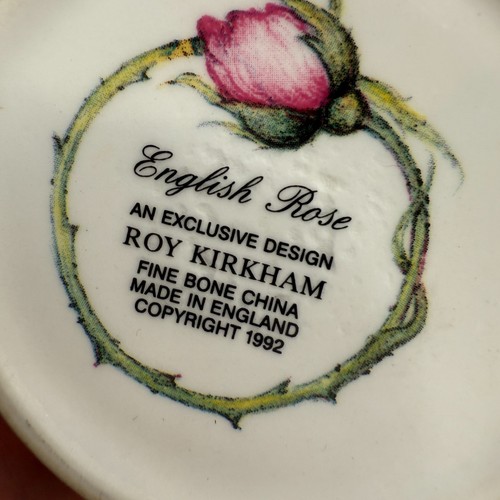 English Rose
AN EXCLUSIVE DESIGN
ROY KIRKHAM
FINE BONE CHINA
MADE IN ENGLAND
COPYRIGHT 1992